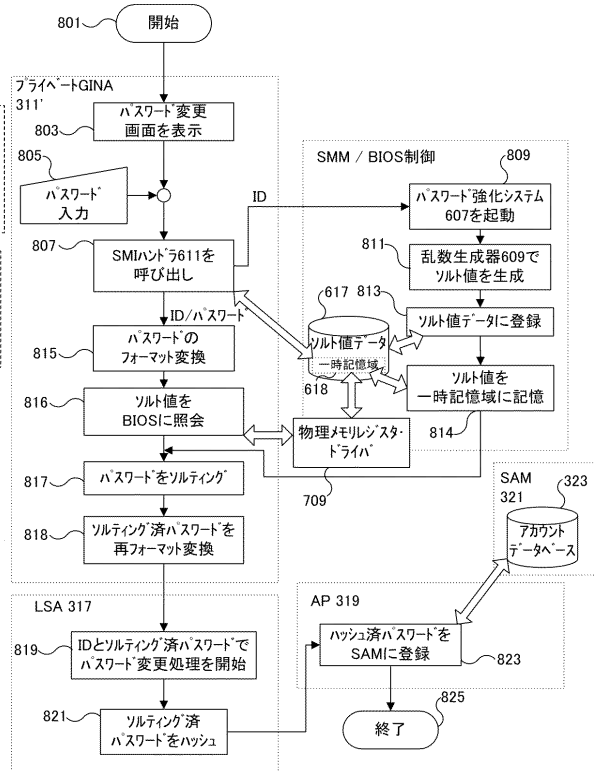 801
開始
プライベートGINA
311'
803
パスワード変更
画面を表示
805
パスワード
入力
807
SMIハンドラ611を
呼び出し
ID
ID/パスワード
815
パスワードの
フォーマット変換
816
ソルト値を
BIOSに照会
817
パスワードをソルティング
818
ソルティング済パスワードを
再フォーマット変換
SMM / BIOS制御
809
パスワード強化システム
607を起動
811
乱数生成器609で
ソルト値を生成
813
ソルト値データに登録
617
ソルト値データ
一時記憶域
618
ソルト値を
一時記憶域に記憶
814
物理メモリレジスタ・
ドライバ
709
SAM
321
323
アカウント
データベース
LSA 317
819
IDとソルティング済パスワードで
パスワード変更処理を開始
821
ソルティング済
パスワードをハッシュ
AP 319
ハッシュ済パスワードを
SAMに登録
823
825
終了